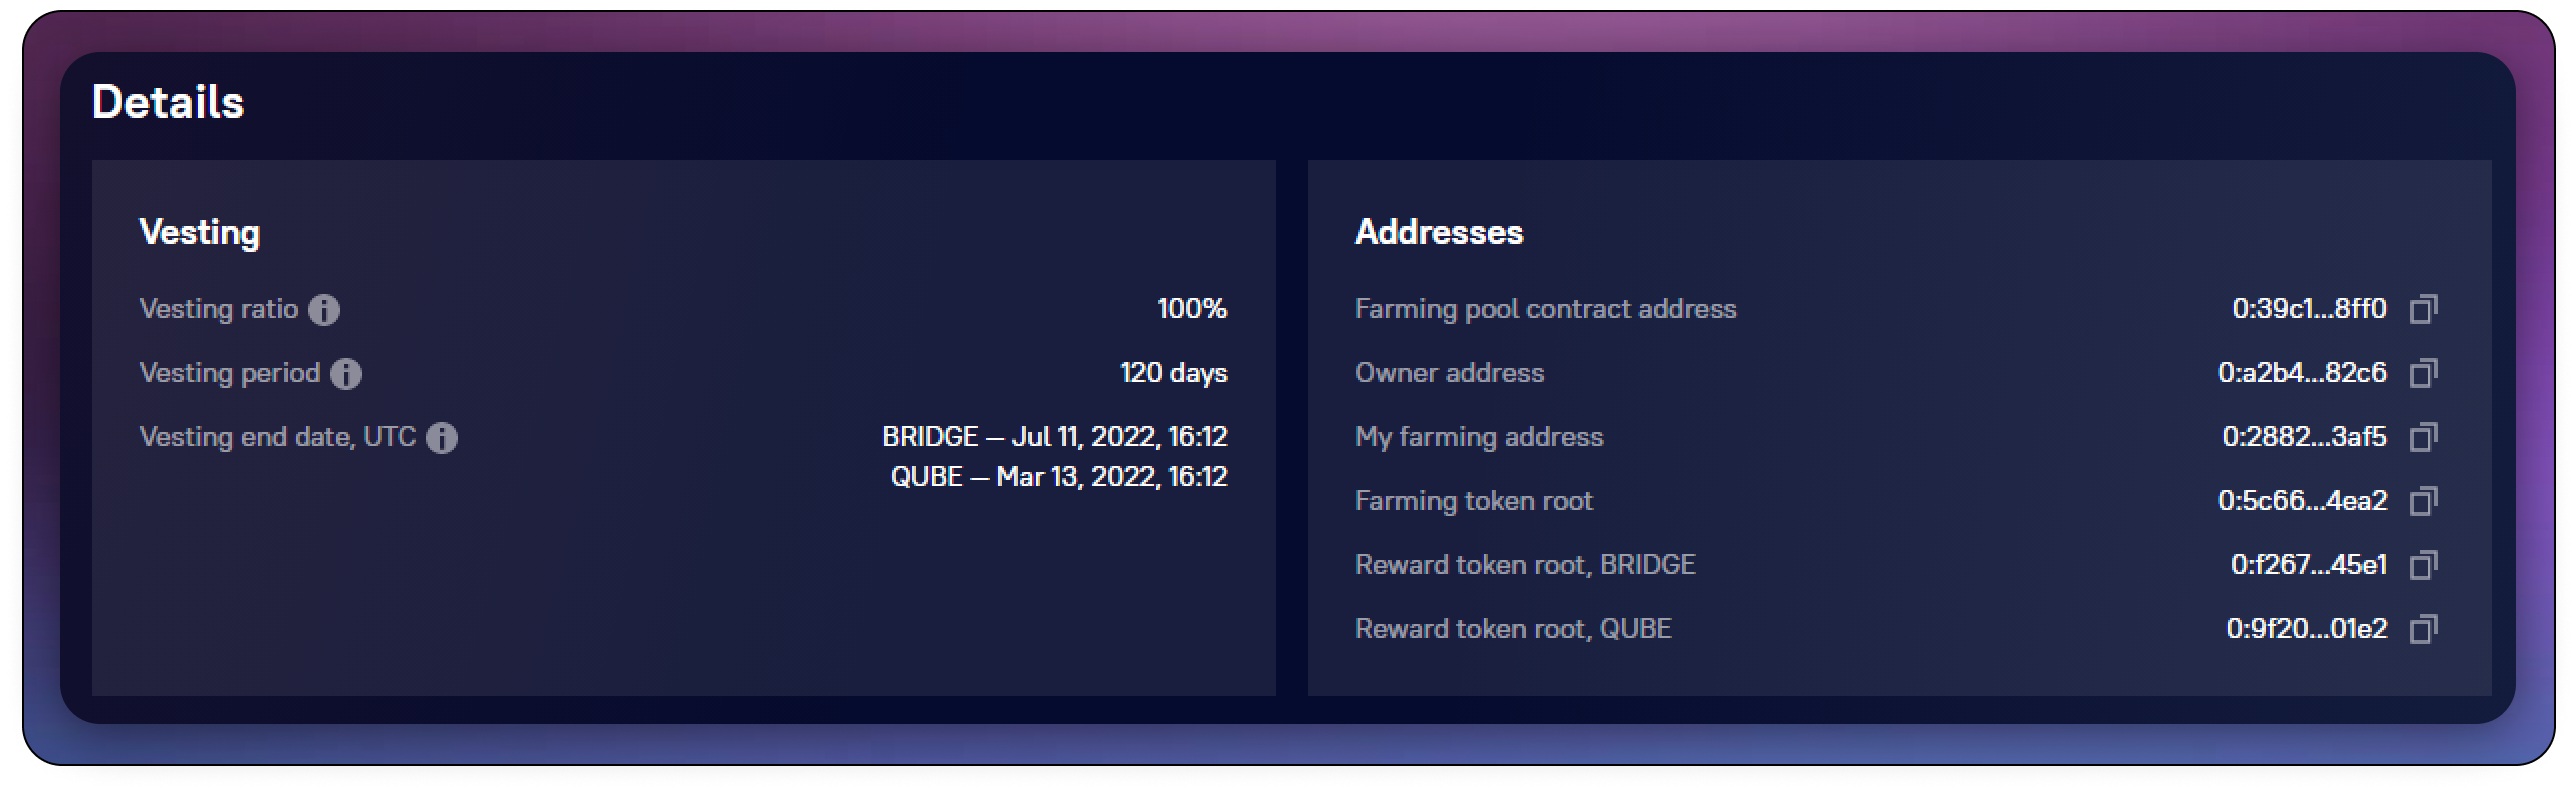 Details
Vesting
Vesting ratio 100%
Vesting period 120 days
Vesting end date, UTC BRIDGE – Jul 11, 2022, 16:12
QUBE – Mar 13, 2022, 16:12
Addresses
Farming pool contract address 0:39c1...8ff0
Owner address 0:a2b4...82c6
My farming address 0:2882...3af5
Farming token root 0:5c66...4ea2
Reward token root, BRIDGE 0:f267...45e1
Reward token root, QUBE 0:9f20...01e2